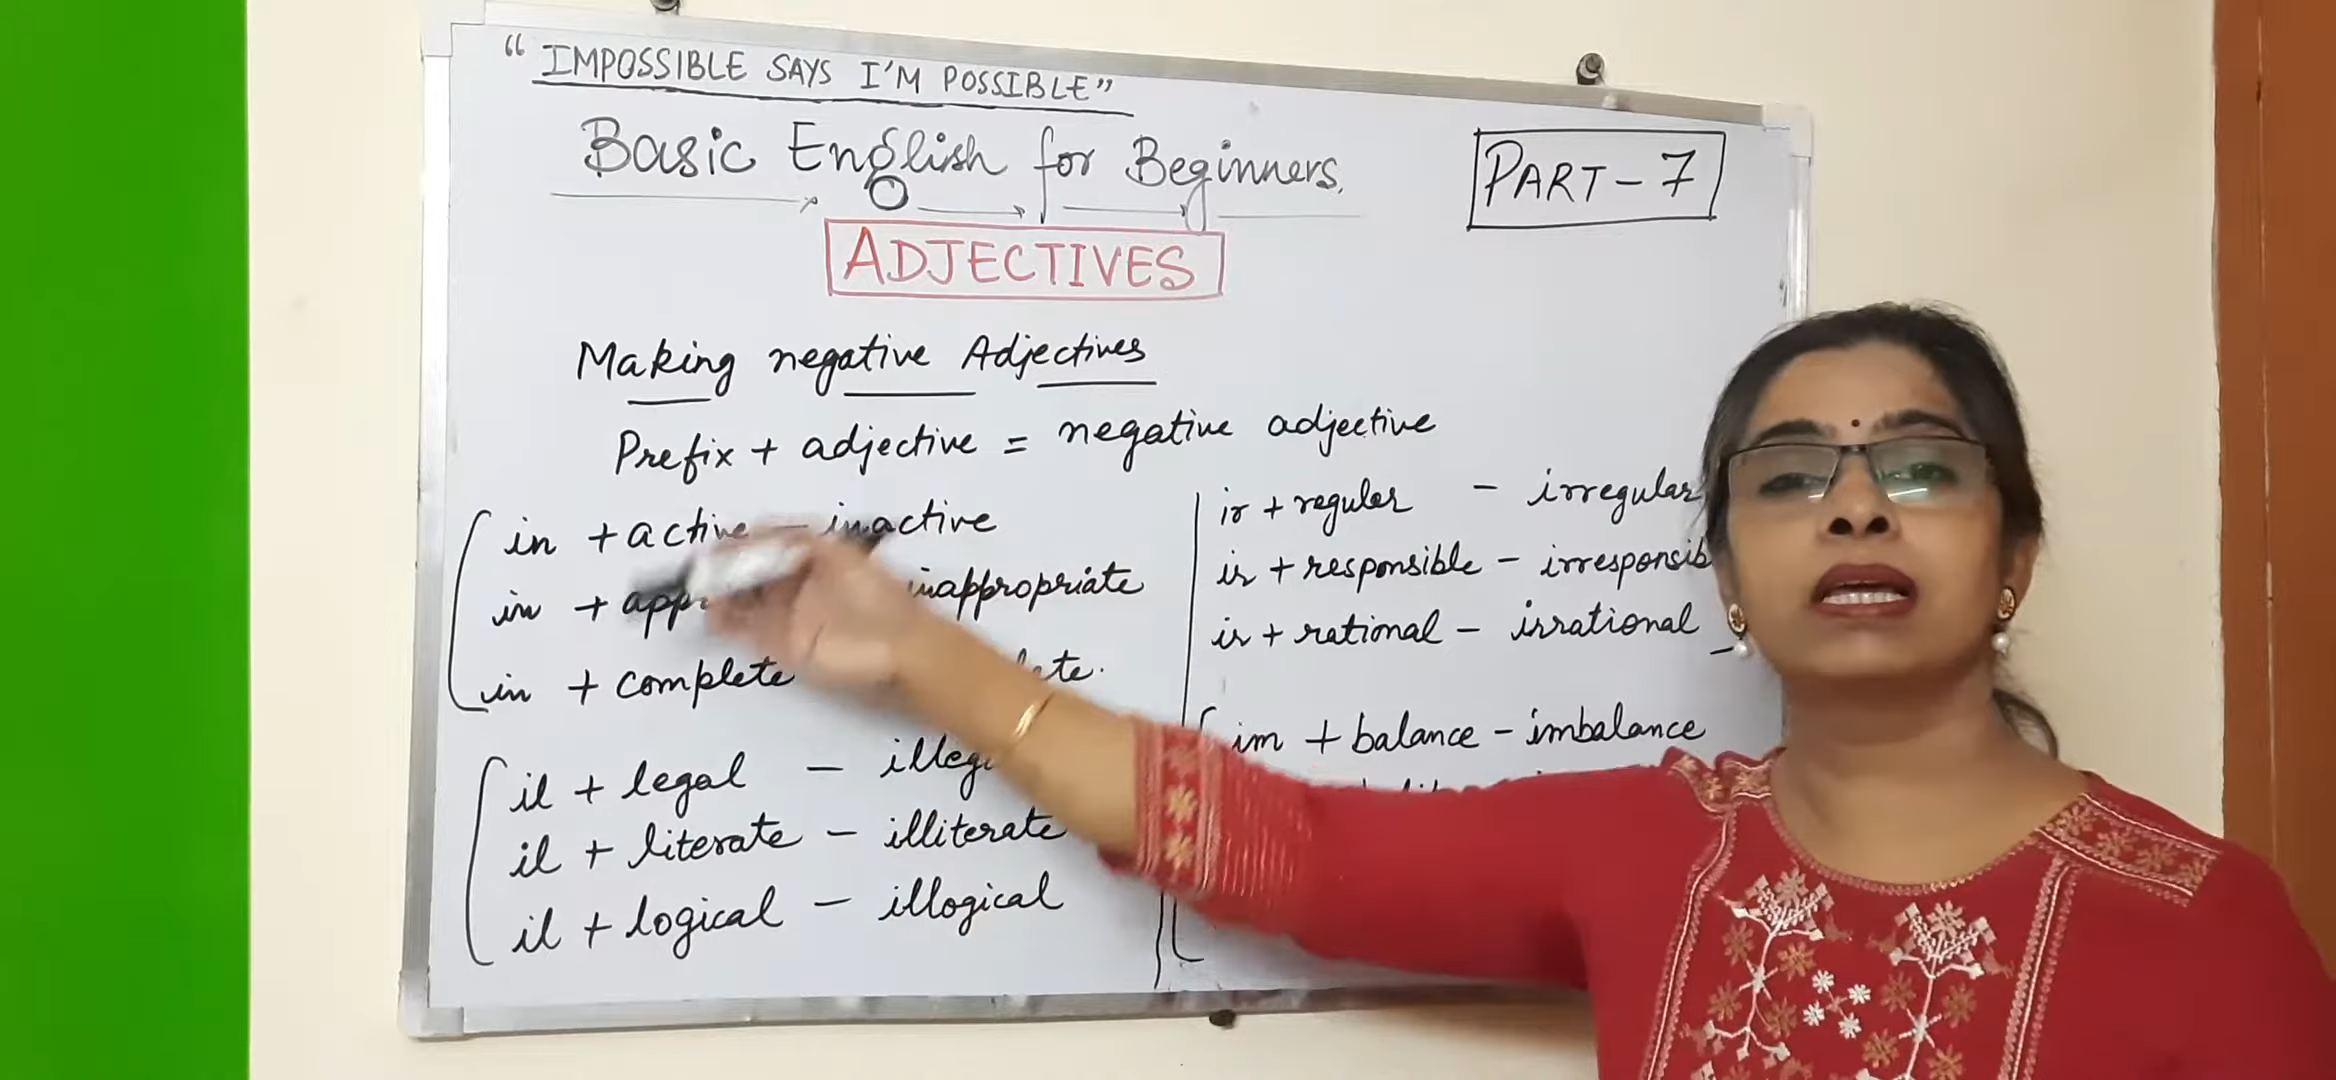 "IMPOSSIBLE SAYS I'M POSSIBLE"
Basic English for Beginners.
PART-7
ADJECTIVES
Making negative Adjectives
Prefix + adjective = negative adjective
in + active - inactive
in + inappropriate
in + complete
il + legal -
il + literate - illiterate
il + logical - illogical
ir + regular - irregular
ir + responsible -
ir + rational - irrational
im + balance - imbalance